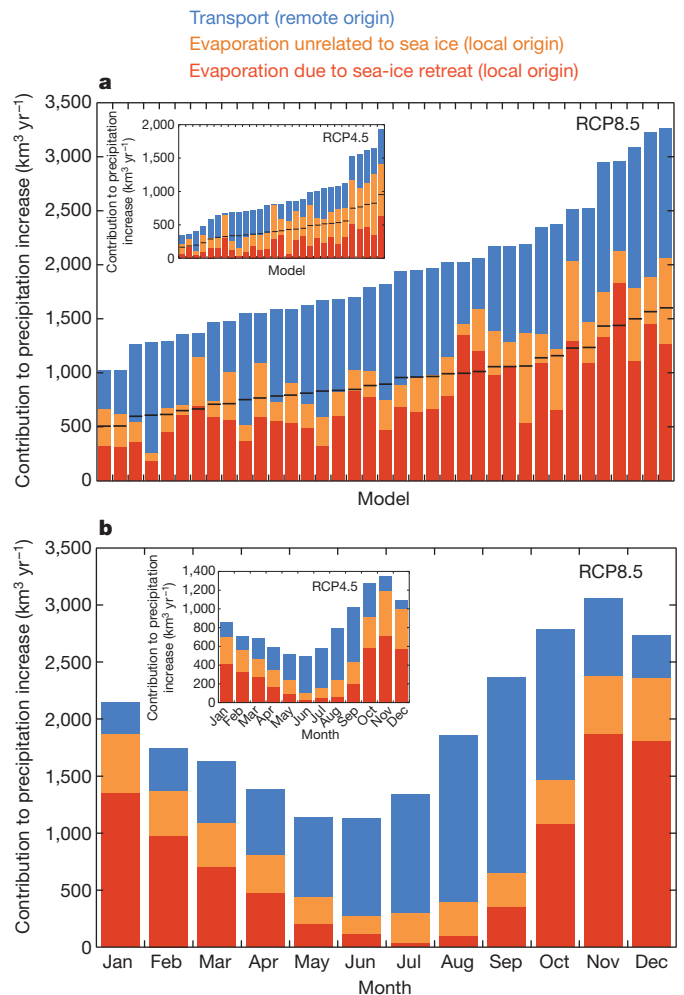 Transport (remote origin)
Evaporation unrelated to sea ice (local origin)
Evaporation due to sea-ice retreat (local origin)
a
3,500
3,000
2,500
2,000
1,500
1,000
500
0
Contribution to precipitation increase (km³ yr⁻¹)
RCP8.5
Model
2,000
1,500
1,000
500
0
Contribution to precipitation
increase (km³ yr⁻¹)
RCP4.5
Model
b
3,500
3,000
2,500
2,000
1,500
1,000
500
0
Contribution to precipitation increase (km³ yr⁻¹)
RCP8.5
Jan Feb Mar Apr May Jun Jul Aug Sep Oct Nov Dec
Month
1,400
1,200
1,000
800
600
400
200
0
Contribution to precipitation
increase (km³ yr⁻¹)
RCP4.5
Jan Feb Mar Apr May Jun Jul Aug Sep Oct Nov Dec
Month